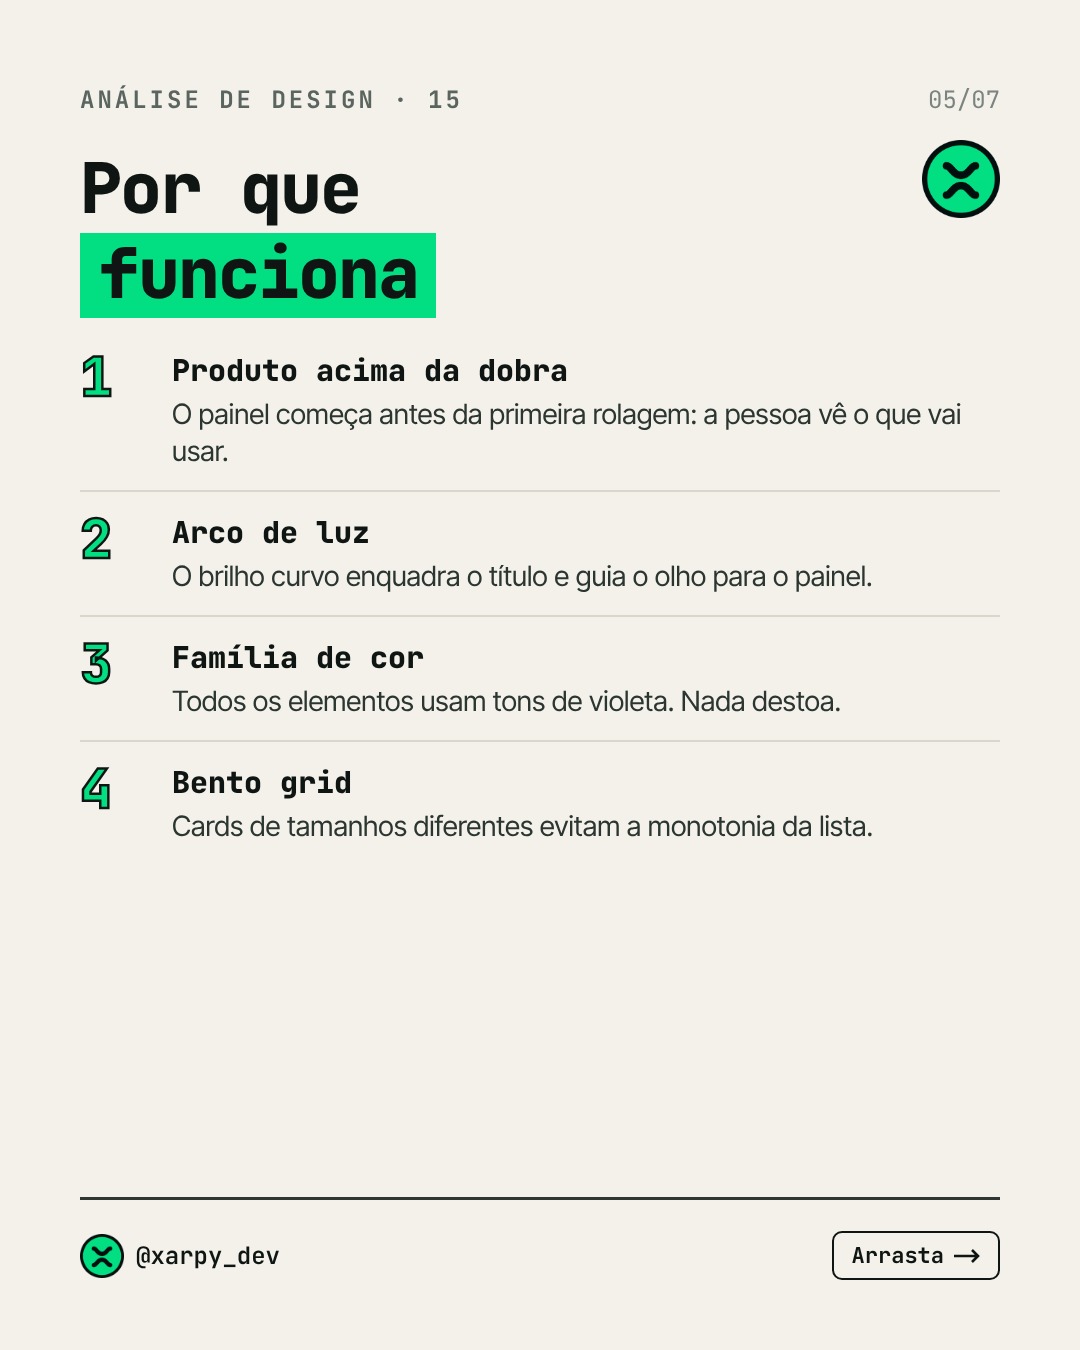 ANÁLISE DE DESIGN · 15
05/07
Por que
funciona
1
Produto acima da dobra
O painel começa antes da primeira rolagem: a pessoa vê o que vai
usar.
2
Arco de luz
O brilho curvo enquadra o título e guia o olho para o painel.
3
Família de cor
Todos os elementos usam tons de violeta. Nada destoa.
4
Bento grid
Cards de tamanhos diferentes evitam a monotonia da lista.
@xarpy_dev
Arrasta →